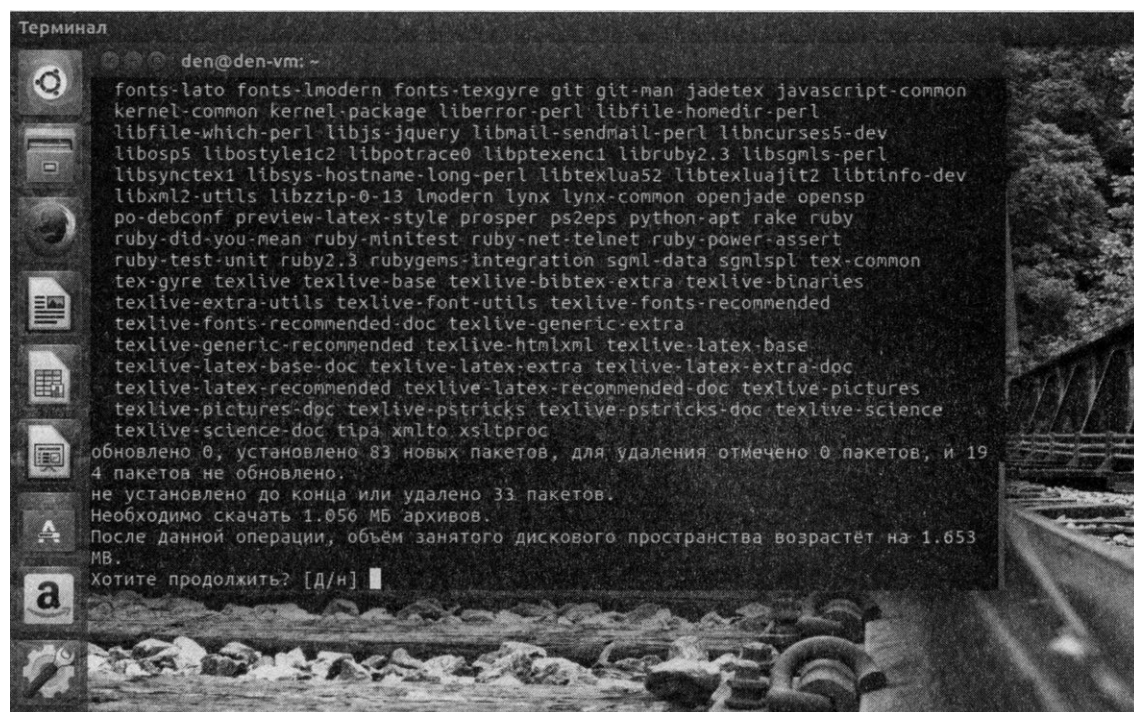 Терминал
den@den-vm: ~
fonts-lato fonts-lmodern fonts-texgyre git git-man jadetex javascript-common
kernel-common kernel-package liberror-perl libfile-homedir-perl
libfile-which-perl libjs-jquery libmail-sendmail-perl libncurses5-dev
libosp5 libostyle1c2 libpotrace0 libptexenc1 libruby2.3 libsgmls-perl
libsynctex1 libsys-hostname-long-perl libtexlua52 libtexluajit2 libtinfo-dev
libxml2-utils libzzip-0-13 lmodern lynx lynx-common openjade opensp
po-debconf preview-latex-style prosper ps2eps python-apt rake ruby
ruby-did-you-mean ruby-minitest ruby-net-telnet ruby-power-assert
ruby-test-unit ruby2.3 rubygems-integration sgml-data sgmlspl tex-common
tex-gyre texlive texlive-base texlive-bibtex-extra texlive-binaries
texlive-extra-utils texlive-font-utils texlive-fonts-recommended
texlive-fonts-recommended-doc texlive-generic-extra
texlive-generic-recommended texlive-htmlxml texlive-latex-base
texlive-latex-base-doc texlive-latex-extra texlive-latex-extra-doc
texlive-latex-recommended texlive-latex-recommended-doc texlive-pictures
texlive-pictures-doc texlive-pstricks texlive-pstricks-doc texlive-science
texlive-science-doc tipa xmlto xsltproc
обновлено 0, установлено 83 новых пакетов, для удаления отмечено 0 пакетов, и 19
4 пакетов не обновлено.
не установлено до конца или удалено 33 пакетов.
Необходимо скачать 1.056 МБ архивов.
После данной операции, объём занятого дискового пространства возрастёт на 1.653
MB.
Хотите продолжить? [Д/н]
a